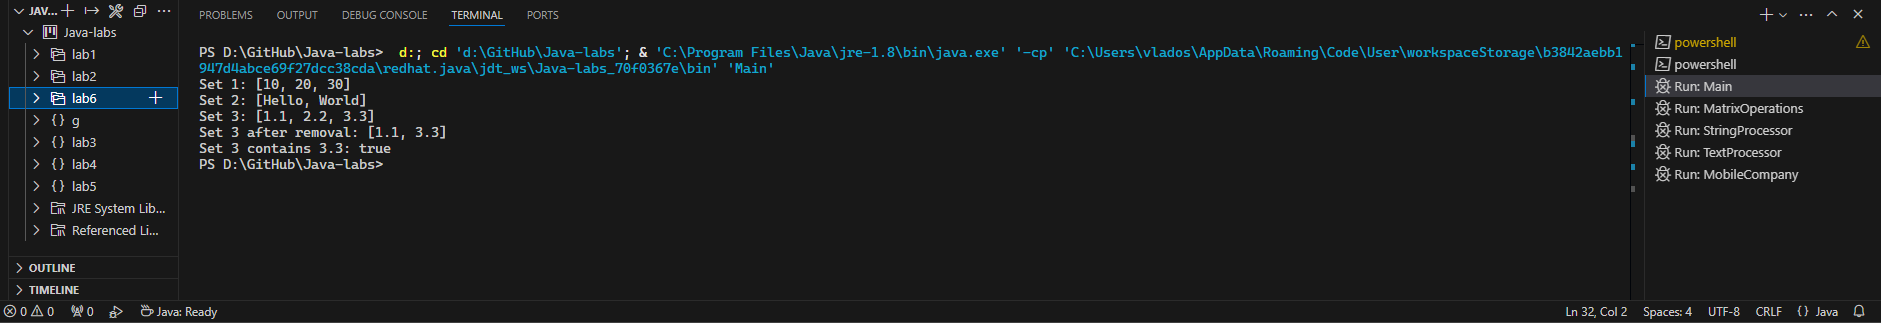 JAV...
Java-labs
lab1
lab2
lab6
g
lab3
lab4
lab5
JRE System Lib...
Referenced Li...
OUTLINE
TIMELINE
PROBLEMS OUTPUT DEBUG CONSOLE TERMINAL PORTS
PS D:\GitHub\Java-labs>  d:; cd 'd:\GitHub\Java-labs'; & 'C:\Program Files\Java\jre-1.8\bin\java.exe' '-cp' 'C:\Users\vlados\AppData\Roaming\Code\User\workspaceStorage\b3842aebb1
947d4abce69f27dcc38cda\redhat.java\jdt_ws\Java-labs_70f0367e\bin' 'Main'
Set 1: [10, 20, 30]
Set 2: [Hello, World]
Set 3: [1.1, 2.2, 3.3]
Set 3 after removal: [1.1, 3.3]
Set 3 contains 3.3: true
PS D:\GitHub\Java-labs>
powershell
powershell
Run: Main
Run: MatrixOperations
Run: StringProcessor
Run: TextProcessor
Run: MobileCompany
0 0 0 Java: Ready Ln 32, Col 2 Spaces: 4 UTF-8 CRLF {} Java